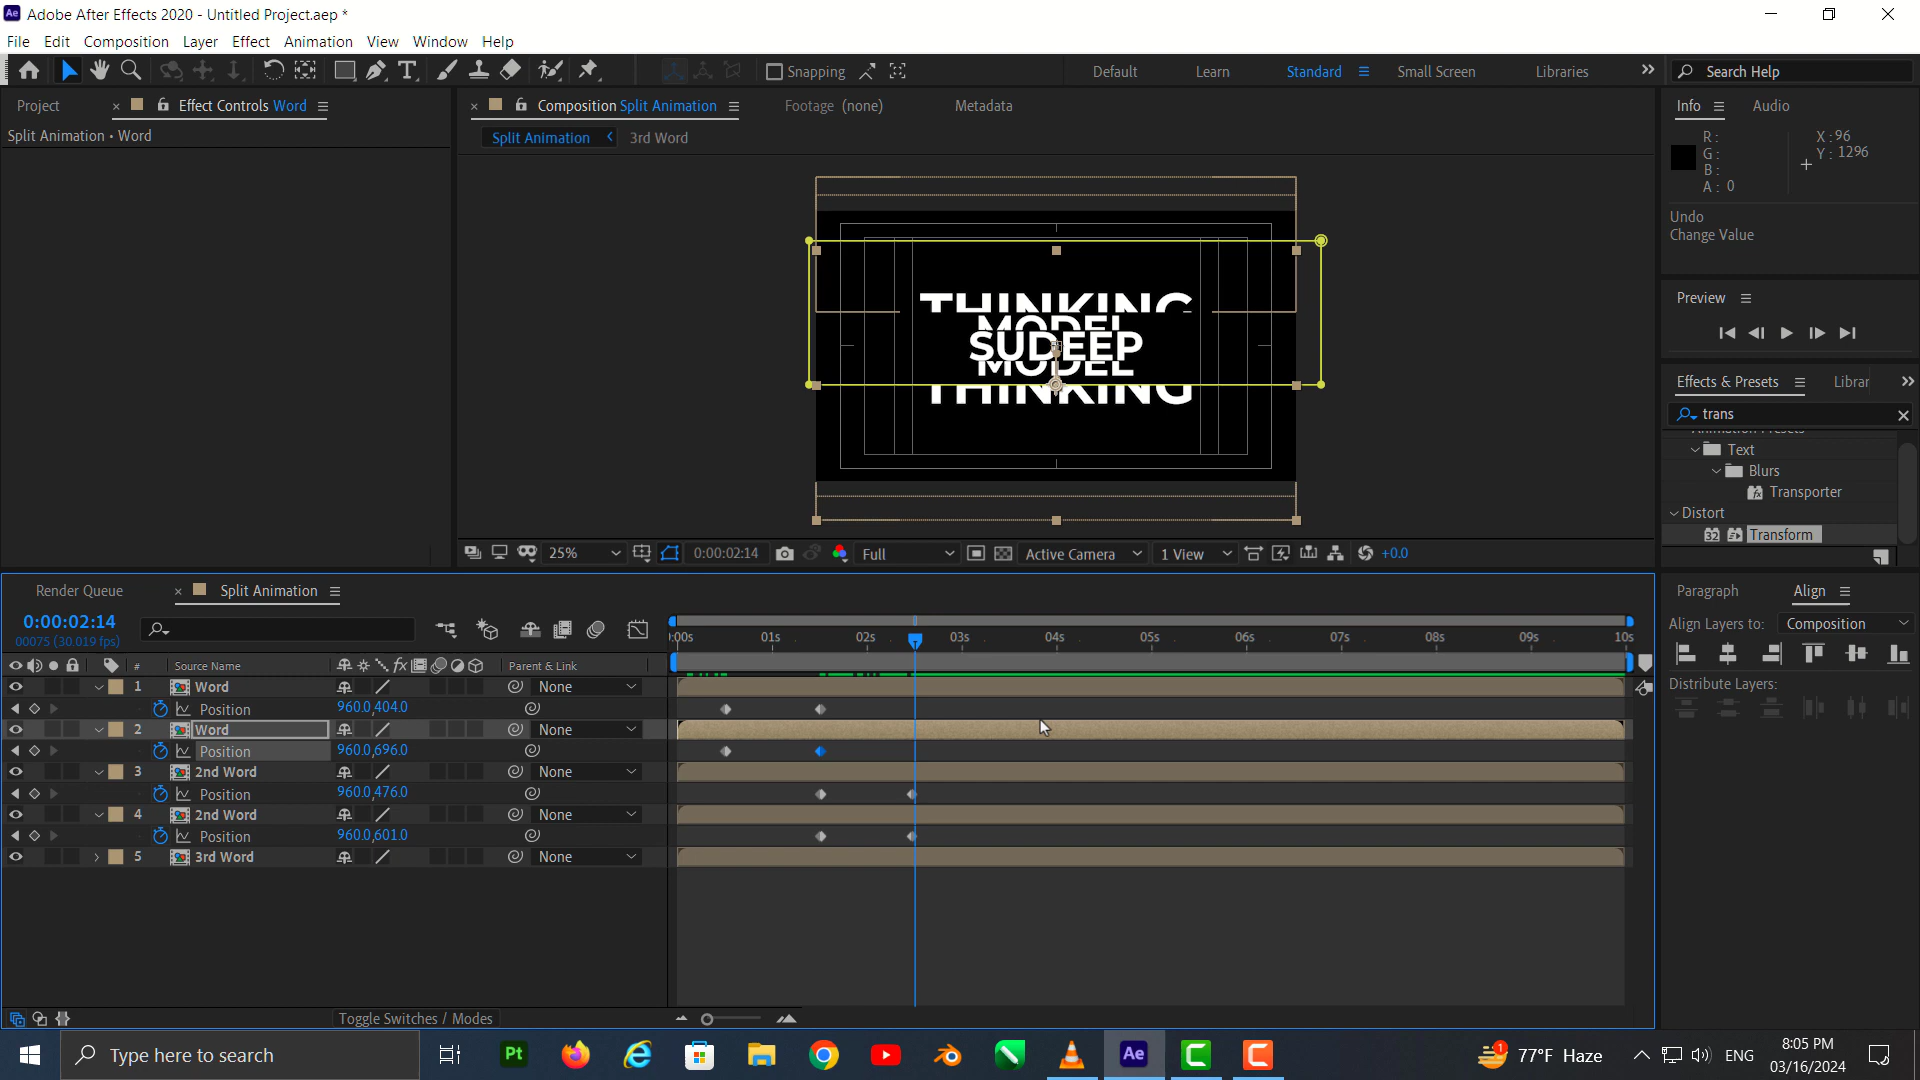 Adobe After Effects 2020 - Untitled Project.aep *
File Edit Composition Layer Effect Animation View Window Help
Snapping
Default Learn Standard Small Screen Libraries
Search Help
Project
Effect Controls Word
Split Animation • Word
Composition Split Animation
Footage (none)
Metadata
Split Animation
3rd Word
THINKING
MODEL
SUDEEP
MODEL
THINKING
25%
0:00:02:14
Full
Active Camera
1 View
+0.0
Info
Audio
R :
G :
B :
A : 0
X : 96
Y : 1296
Undo
Change Value
Preview
Effects & Presets
Librar
trans
Text
Blurs
Transporter
Distort
32
Transform
Paragraph
Align
Align Layers to: Composition
Distribute Layers:
Render Queue
Split Animation
0:00:02:14
00075 (30.019 fps)
# Source Name Parent & Link
:00s 01s 02s 03s 04s 05s 06s 07s 08s 09s 10s
1 Word None
Position 960.0,404.0
2 Word None
Position 960.0,696.0
3 2nd Word None
Position 960.0,476.0
4 2nd Word None
Position 960.0,601.0
5 3rd Word None
Toggle Switches / Modes
Type here to search
Pt
Ae
1
77°F Haze
ENG
8:05 PM
03/16/2024